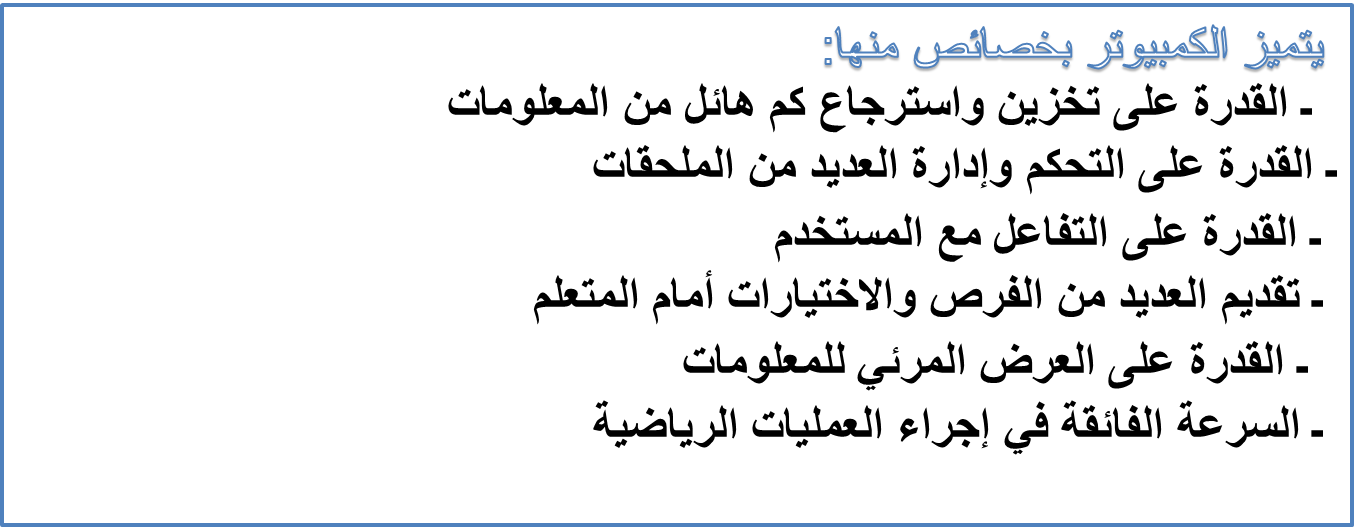 يتميز الكمبيوتر بخصائص منها:
ـ القدرة على تخزين واسترجاع كم هائل من المعلومات
ـ القدرة على التحكم وإدارة العديد من الملحقات
ـ القدرة على التفاعل مع المستخدم
ـ تقديم العديد من الفرص والاختيارات أمام المتعلم
ـ القدرة على العرض المرئي للمعلومات
ـ السرعة الفائقة في إجراء العمليات الرياضية